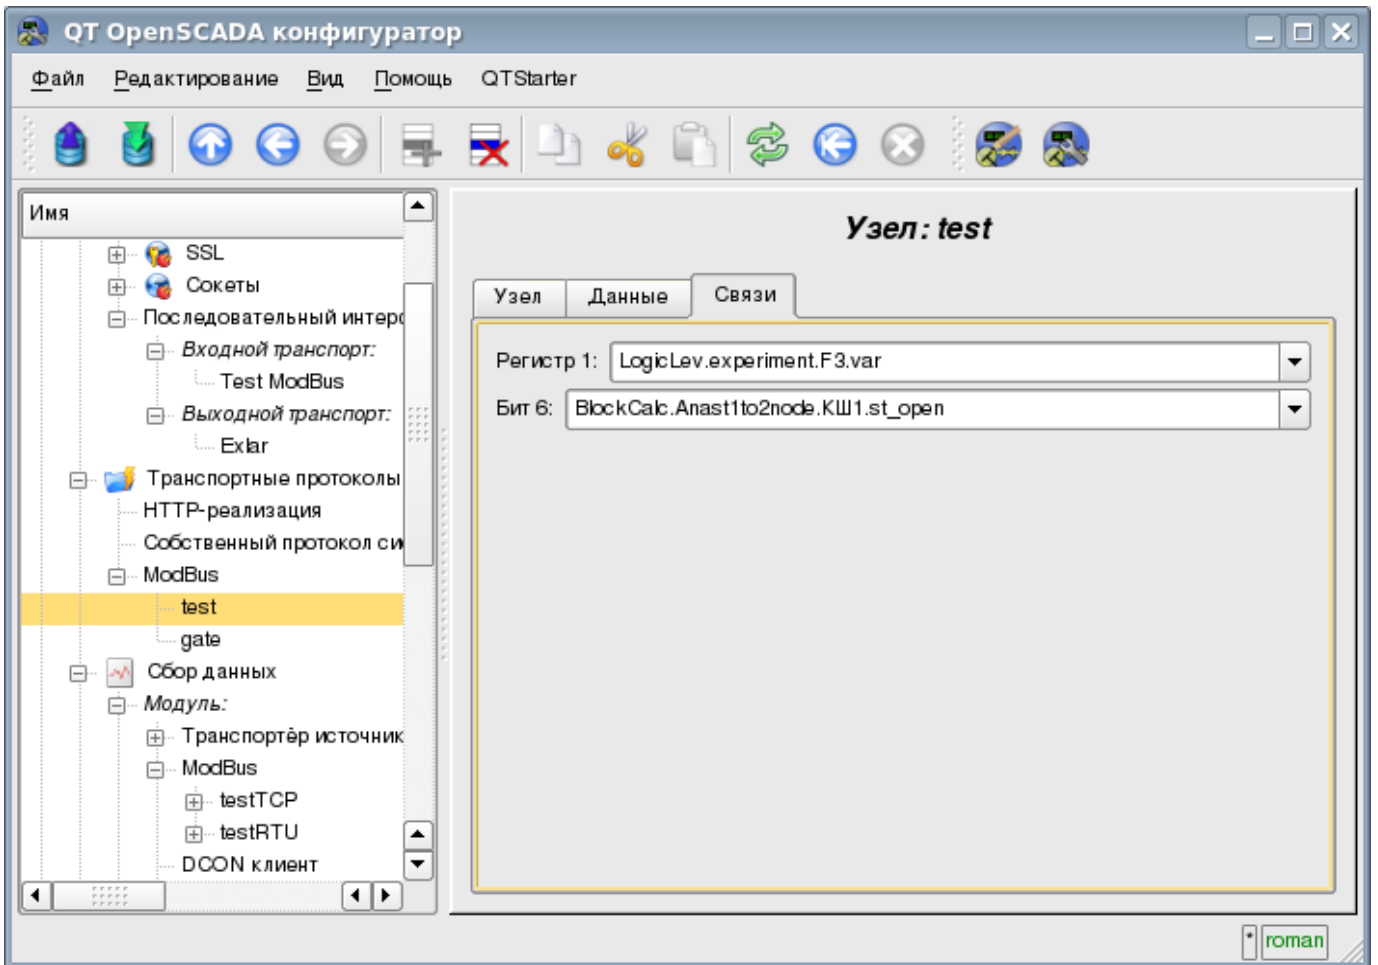 QT OpenSCADA конфигуратор
Файл Редактирование Вид Помощь QTStarter
Имя
SSL
Сокеты
Последовательный интерф
Входной транспорт:
Test ModBus
Выходной транспорт:
Exlar
Транспортные протоколы
HTTP-реализация
Собственный протокол си
ModBus
test
gate
Сбор данных
Модуль:
Транспортёр источник
ModBus
testTCP
testRTU
DCON клиент
Узел: test
Узел Данные Связи
Регистр 1: LogicLev.experiment.F3.var
Бит 6: BlockCalc.Anast1to2node.КШ1.st_open
* roman